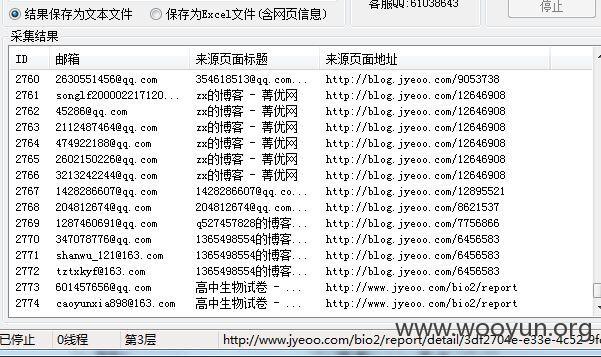 客服QQ:61038643
结果保存为文本文件 保存为Excel文件(含网页信息) 停止
采集结果
ID 邮箱 来源页面标题 来源页面地址
2760 2630551456@qq.com 354618513@qq.com... http://blog.jyeoo.com/9053738
2761 songlf200002217120... zx的博客 - 菁优网 http://blog.jyeoo.com/12646908
2762 45286@qq.com zx的博客 - 菁优网 http://blog.jyeoo.com/12646908
2763 2112487464@qq.com zx的博客 - 菁优网 http://blog.jyeoo.com/12646908
2764 474922188@qq.com zx的博客 - 菁优网 http://blog.jyeoo.com/12646908
2765 2602150226@qq.com zx的博客 - 菁优网 http://blog.jyeoo.com/12646908
2766 3213242244@qq.com zx的博客 - 菁优网 http://blog.jyeoo.com/12646908
2767 1428286607@qq.com 1428286607@qq.co... http://blog.jyeoo.com/12895521
2768 204812674@qq.com 204812674@qq.com... http://blog.jyeoo.com/8621537
2769 1287460691@qq.com q527457828的博客... http://blog.jyeoo.com/7756866
2770 347078776@qq.com 1365498554的博客... http://blog.jyeoo.com/6456583
2771 shanwu_121@163.com 1365498554的博客... http://blog.jyeoo.com/6456583
2772 tztxkyf@163.com 1365498554的博客... http://blog.jyeoo.com/6456583
2773 601457656@qq.com 高中生物试卷 - ... http://www.jyeoo.com/bio2/report
2774 caoyunxia898@163.com 高中生物试卷 - ... http://www.jyeoo.com/bio2/report
www.wooyun.org
已停止 0线程 第3层 http://www.jyeoo.com/bio2/report/detail/3df2704e-e33e-4c52-9f